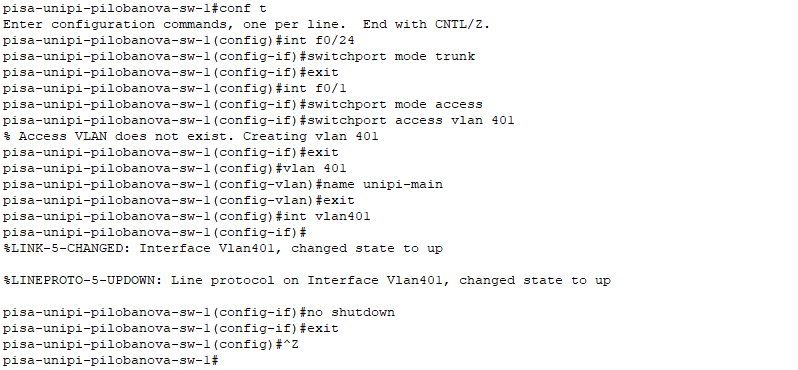 pisa-unipi-pilobanova-sw-1#conf t
Enter configuration commands, one per line.  End with CNTL/Z.
pisa-unipi-pilobanova-sw-1(config)#int f0/24
pisa-unipi-pilobanova-sw-1(config-if)#switchport mode trunk
pisa-unipi-pilobanova-sw-1(config-if)#exit
pisa-unipi-pilobanova-sw-1(config)#int f0/1
pisa-unipi-pilobanova-sw-1(config-if)#switchport mode access
pisa-unipi-pilobanova-sw-1(config-if)#switchport access vlan 401
% Access VLAN does not exist. Creating vlan 401
pisa-unipi-pilobanova-sw-1(config-if)#exit
pisa-unipi-pilobanova-sw-1(config)#vlan 401
pisa-unipi-pilobanova-sw-1(config-vlan)#name unipi-main
pisa-unipi-pilobanova-sw-1(config-vlan)#exit
pisa-unipi-pilobanova-sw-1(config)#int vlan401
pisa-unipi-pilobanova-sw-1(config-if)#
%LINK-5-CHANGED: Interface Vlan401, changed state to up
%LINEPROTO-5-UPDOWN: Line protocol on Interface Vlan401, changed state to up
pisa-unipi-pilobanova-sw-1(config-if)#no shutdown
pisa-unipi-pilobanova-sw-1(config-if)#exit
pisa-unipi-pilobanova-sw-1(config)#^Z
pisa-unipi-pilobanova-sw-1#